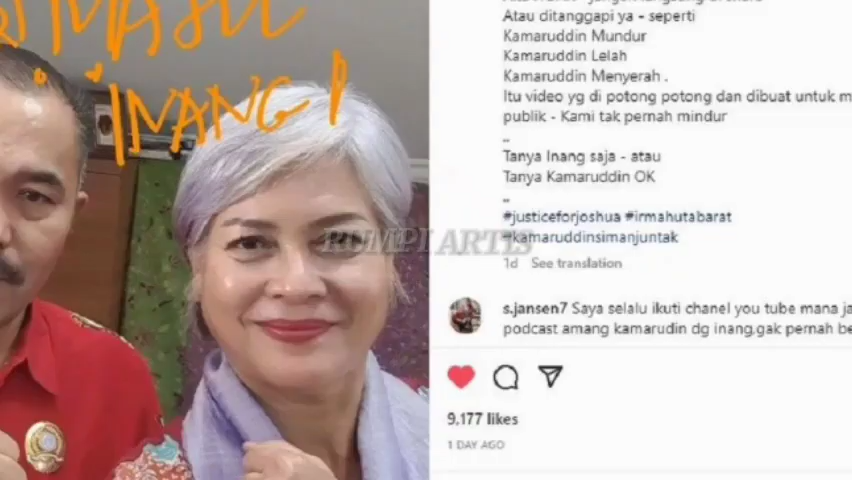 INANG!
Atau ditanggapi ya - seperti
Kamaruddin Mundur
Kamaruddin Lelah
Kamaruddin Menyerah .
Itu video yg di potong potong dan dibuat untuk m
publik - Kami tak pernah mindur
..
Tanya Inang saja - atau
Tanya Kamaruddin OK
..
#justiceforjoshua #irmahutabarat
#kamaruddinsimanjuntak
1d See translation
RUMPI ARTIS
s.jansen7 Saya selalu ikuti chanel you tube mana ja
podcast amang kamarudin dg inang,gak pernah be
9,177 likes
1 DAY AGO